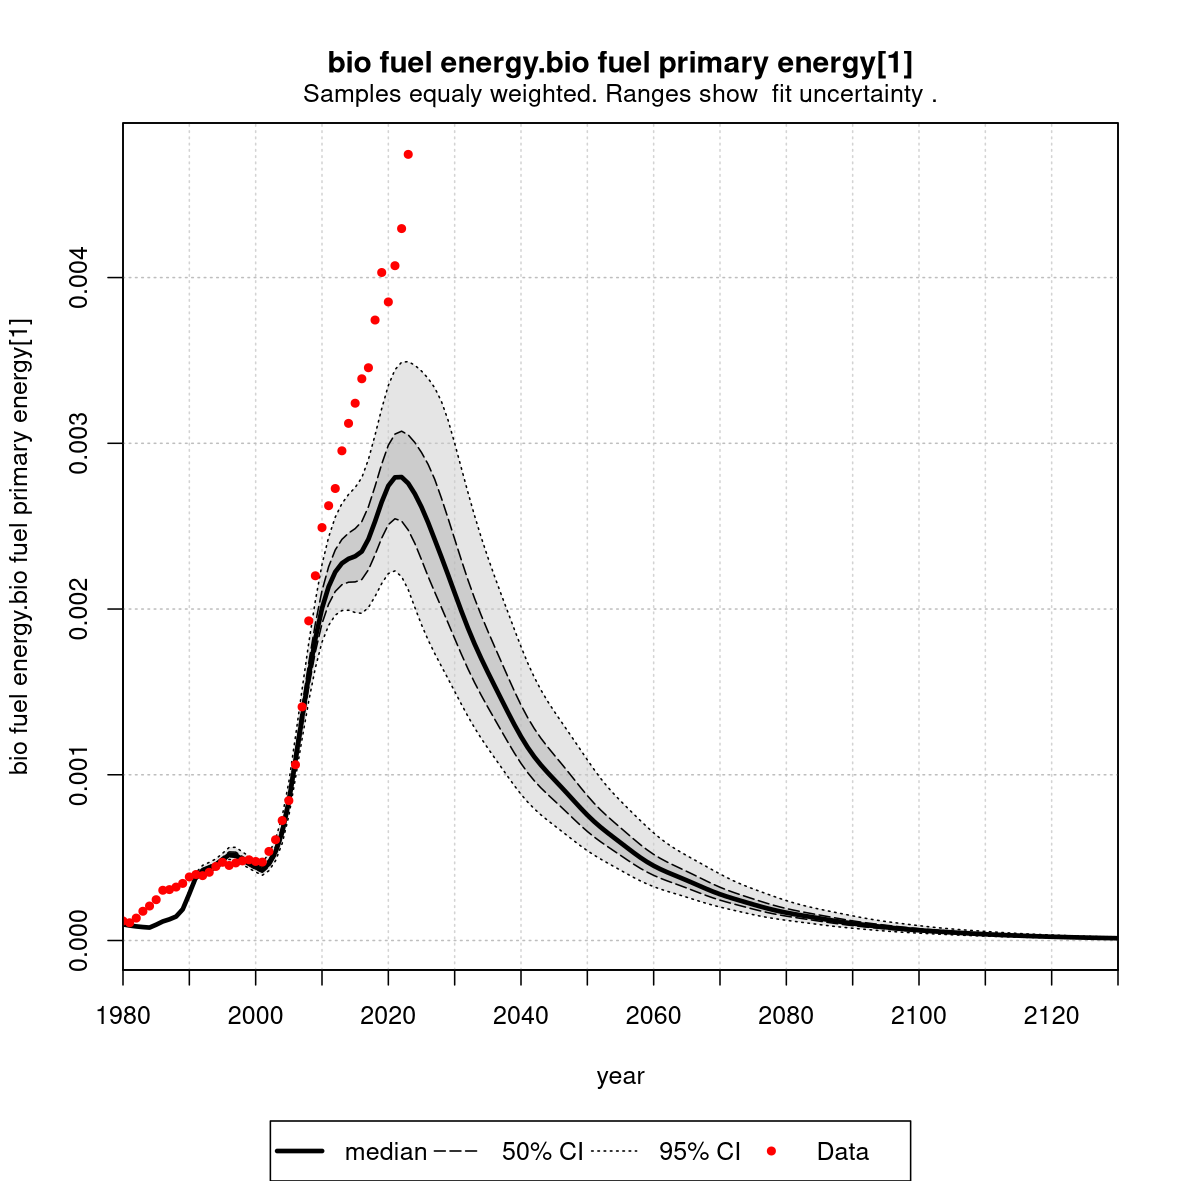 bio fuel energy.bio fuel primary energy[1]
Samples equaly weighted. Ranges show  fit uncertainty .
bio fuel energy.bio fuel primary energy[1]
0.004
0.003
0.002
0.001
0.000
1980 2000 2020 2040 2060 2080 2100 2120
year
median 50% CI 95% CI Data